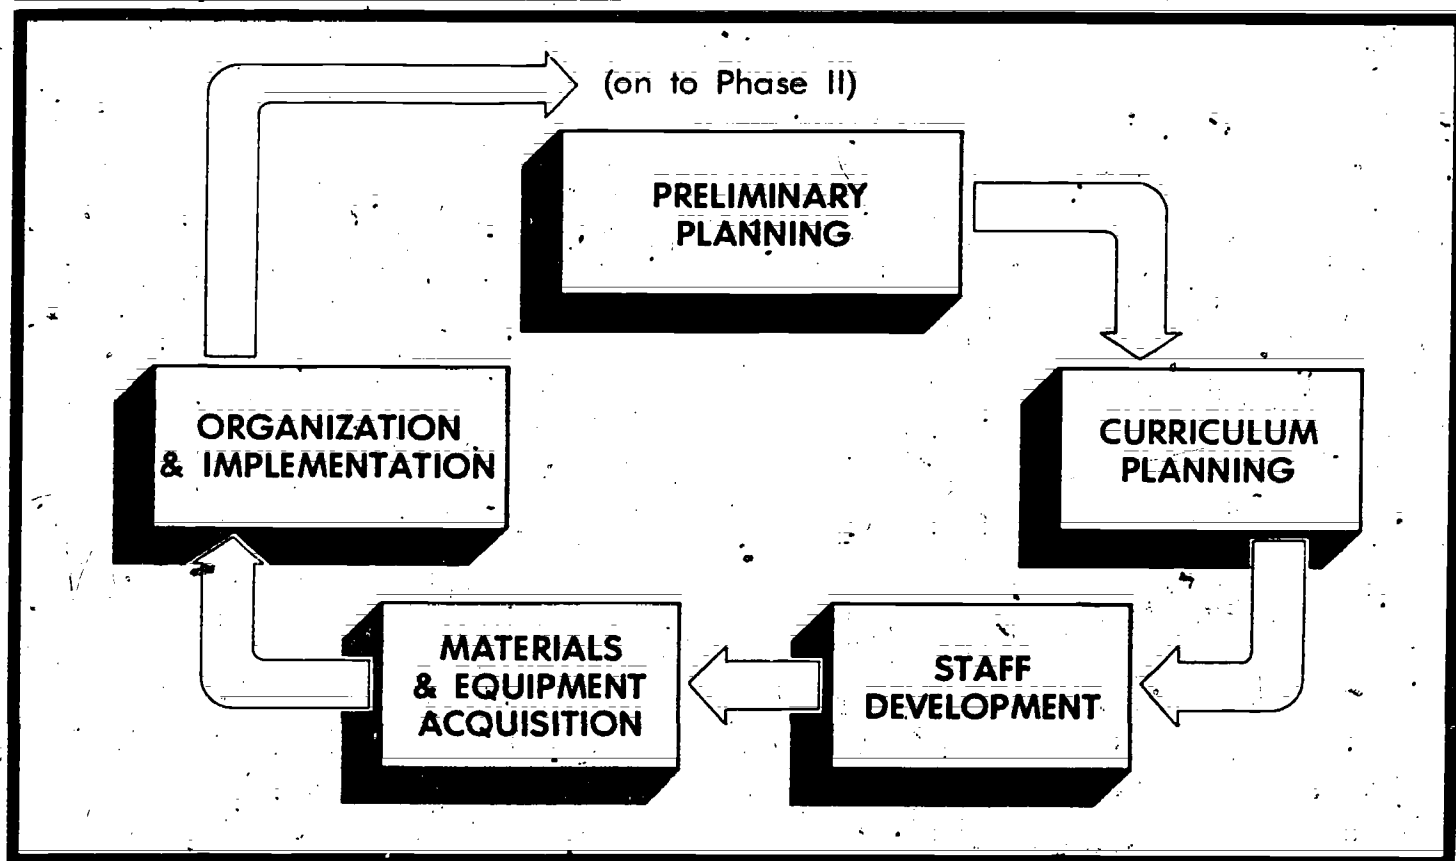 (on to Phase II)
PRELIMINARY
PLANNING
CURRICULUM
PLANNING
STAFF
DEVELOPMENT
MATERIALS
& EQUIPMENT
ACQUISITION
ORGANIZATION
& IMPLEMENTATION